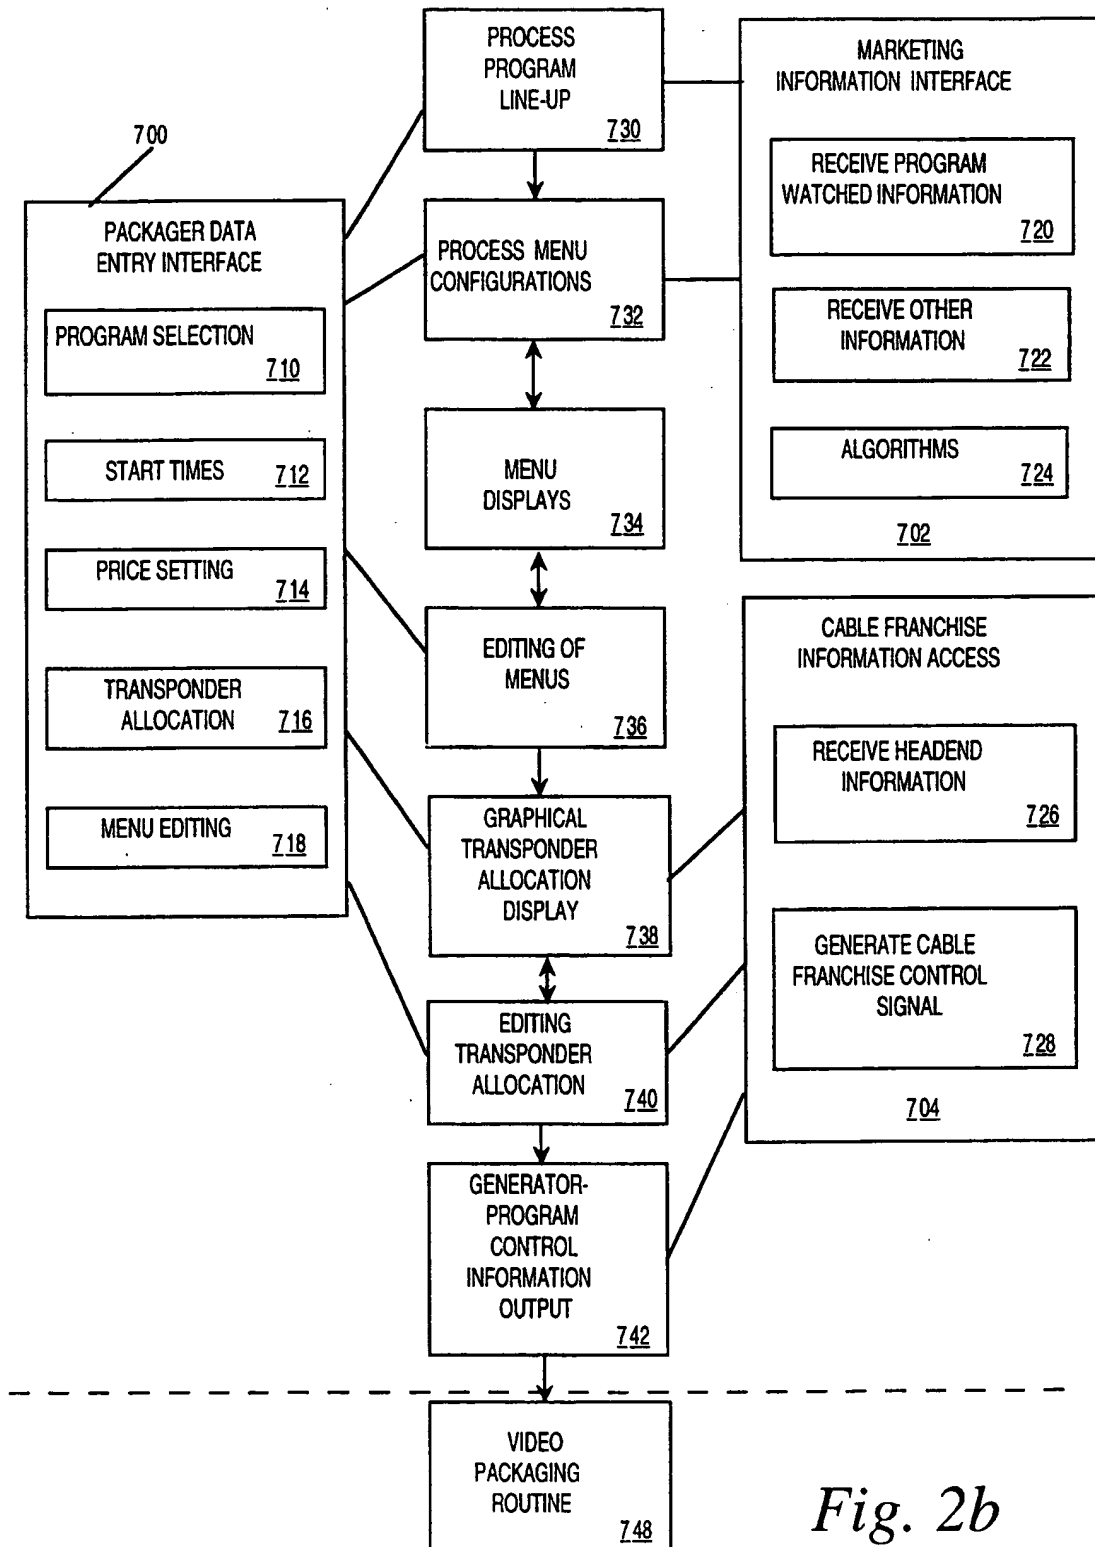 700
PACKAGER DATA
ENTRY INTERFACE
PROGRAM SELECTION
710
START TIMES 712
PRICE SETTING 714
TRANSPONDER
ALLOCATION 716
MENU EDITING 718
PROCESS
PROGRAM
LINE-UP
730
PROCESS MENU
CONFIGURATIONS
732
MENU
DISPLAYS
734
EDITING OF
MENUS
736
GRAPHICAL
TRANSPONDER
ALLOCATION
DISPLAY
738
EDITING
TRANSPONDER
ALLOCATION
740
GENERATOR-
PROGRAM
CONTROL
INFORMATION
OUTPUT
742
VIDEO
PACKAGING
ROUTINE
748
MARKETING
INFORMATION INTERFACE
RECEIVE PROGRAM
WATCHED INFORMATION
720
RECEIVE OTHER
INFORMATION
722
ALGORITHMS
724
702
CABLE FRANCHISE
INFORMATION ACCESS
RECEIVE HEADEND
INFORMATION
726
GENERATE CABLE
FRANCHISE CONTROL
SIGNAL
728
704
Fig. 2b